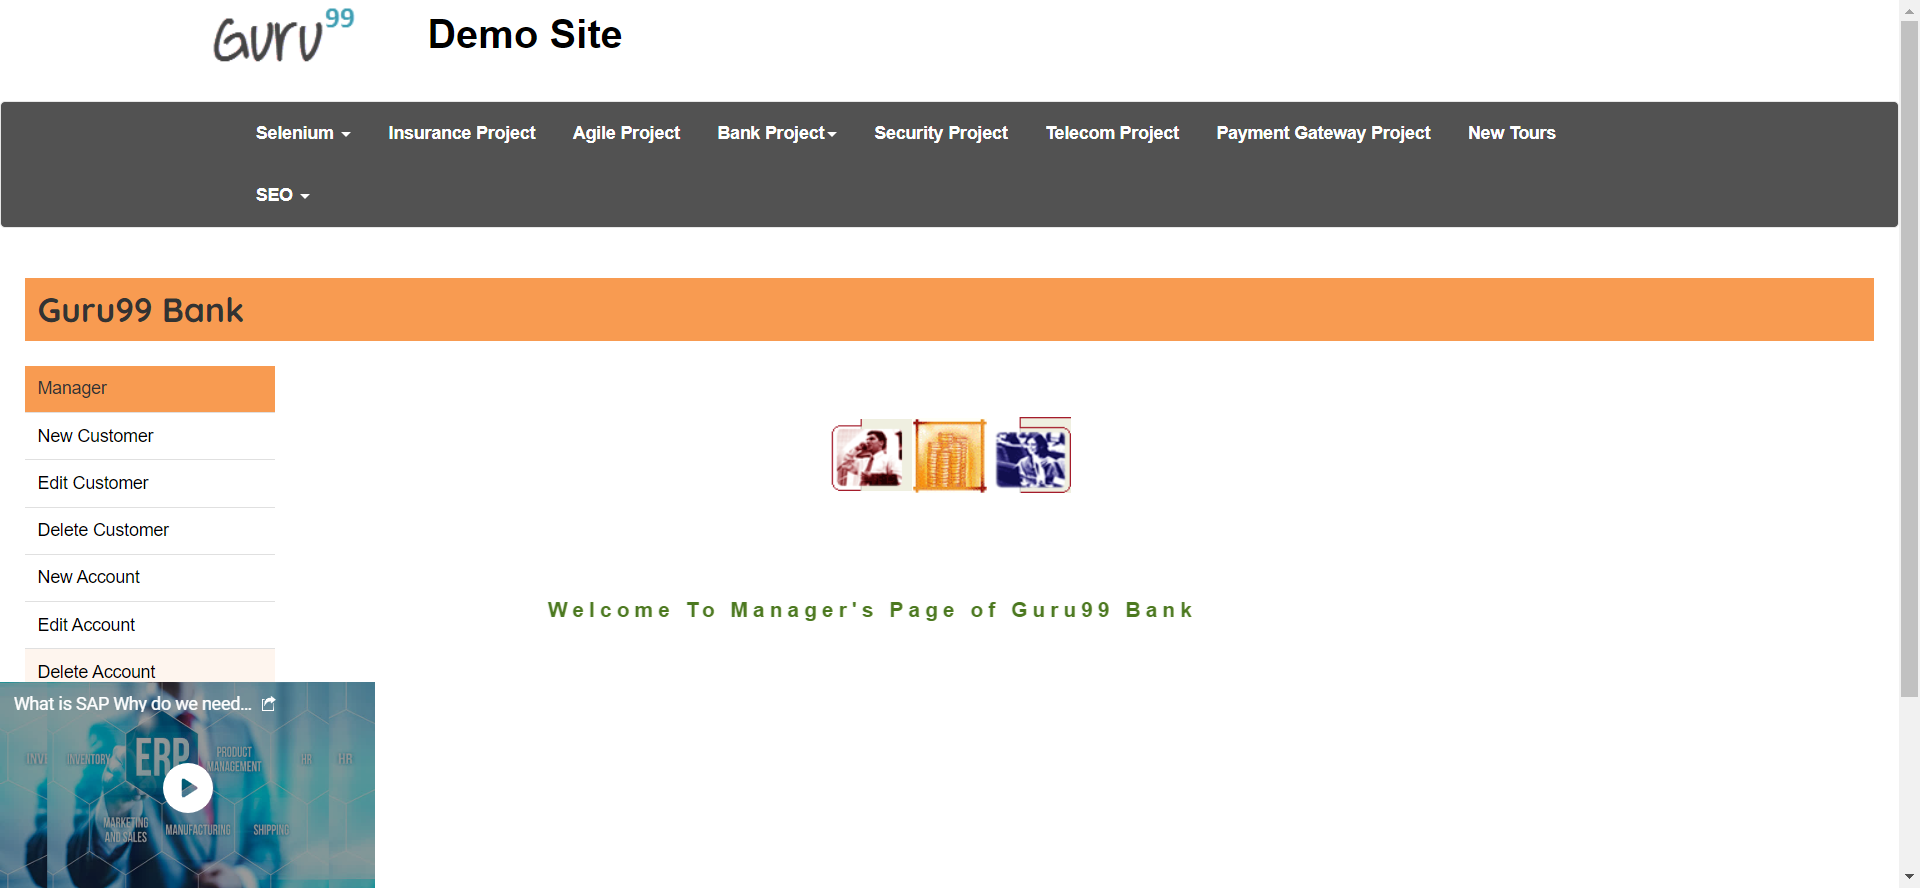 Guru99
Demo Site
Selenium
Insurance Project
Agile Project
Bank Project
Security Project
Telecom Project
Payment Gateway Project
New Tours
SEO
Guru99 Bank
Manager
New Customer
Edit Customer
Delete Customer
New Account
Edit Account
Delete Account
Welcome To Manager's Page of Guru99 Bank
What is SAP Why do we need...
ERP
INVENTORY
PRODUCT
MANAGEMENT
HR
HR
MARKETING
AND SALES
MANUFACTURING
SHIPPING